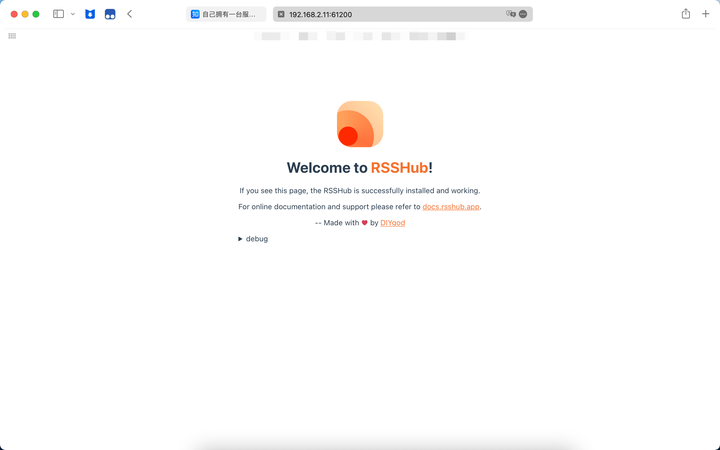 知 自己拥有一台服...
192.168.2.11:61200
Welcome to RSSHub!
If you see this page, the RSSHub is successfully installed and working.
For online documentation and support please refer to docs.rsshub.app.
-- Made with ❤ by DIYgod
debug